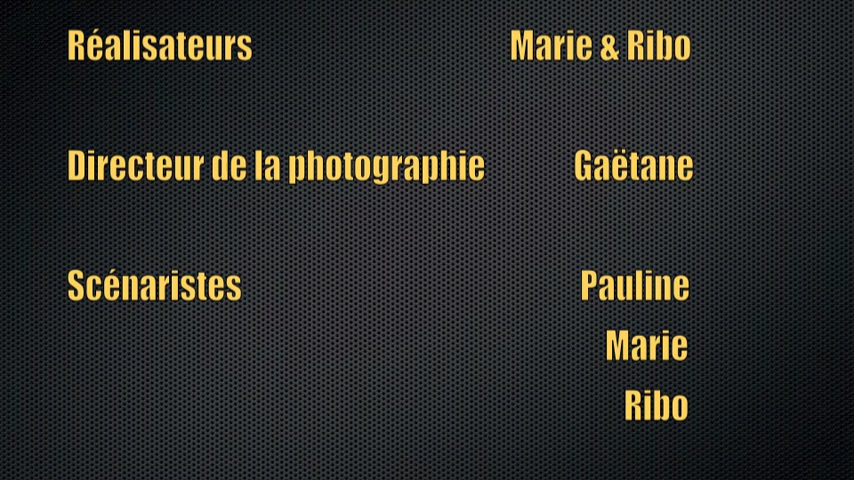 Réalisateurs Marie & Ribo
Directeur de la photographie Gaëtane
Scénaristes Pauline
Marie
Ribo